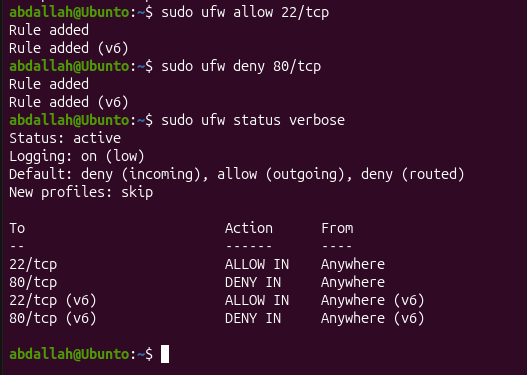 abdallah@Ubunto:~$ sudo ufw allow 22/tcp
Rule added
Rule added (v6)
abdallah@Ubunto:~$ sudo ufw deny 80/tcp
Rule added
Rule added (v6)
abdallah@Ubunto:~$ sudo ufw status verbose
Status: active
Logging: on (low)
Default: deny (incoming), allow (outgoing), deny (routed)
New profiles: skip

To                         Action      From
--                         ------      ----
22/tcp                     ALLOW IN    Anywhere
80/tcp                     DENY IN     Anywhere
22/tcp (v6)                ALLOW IN    Anywhere (v6)
80/tcp (v6)                DENY IN     Anywhere (v6)

abdallah@Ubunto:~$